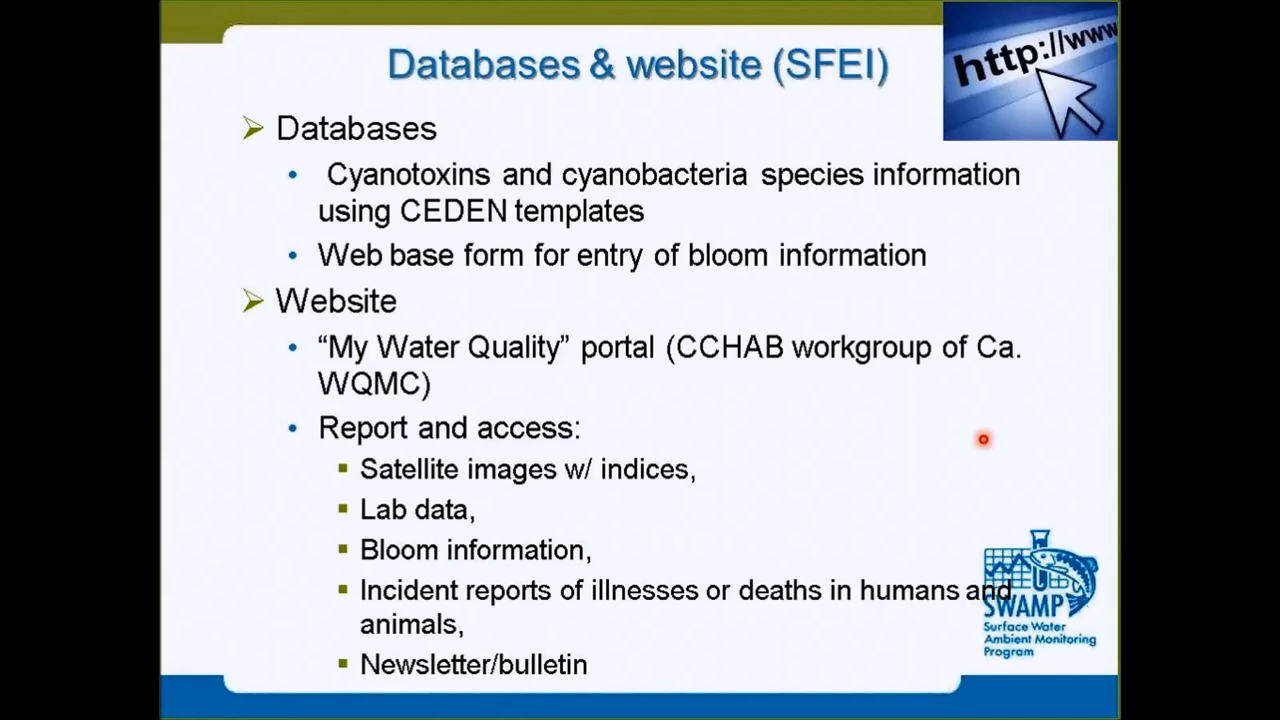 Databases & website (SFEI)
http://www
Databases
Cyanotoxins and cyanobacteria species information
using CEDEN templates
Web base form for entry of bloom information
Website
“My Water Quality” portal (CCHAB workgroup of Ca.
WQMC)
Report and access:
Satellite images w/ indices,
Lab data,
Bloom information,
Incident reports of illnesses or deaths in humans and
animals,
Newsletter/bulletin
SWAMP
Surface Water
Ambient Monitoring
Program